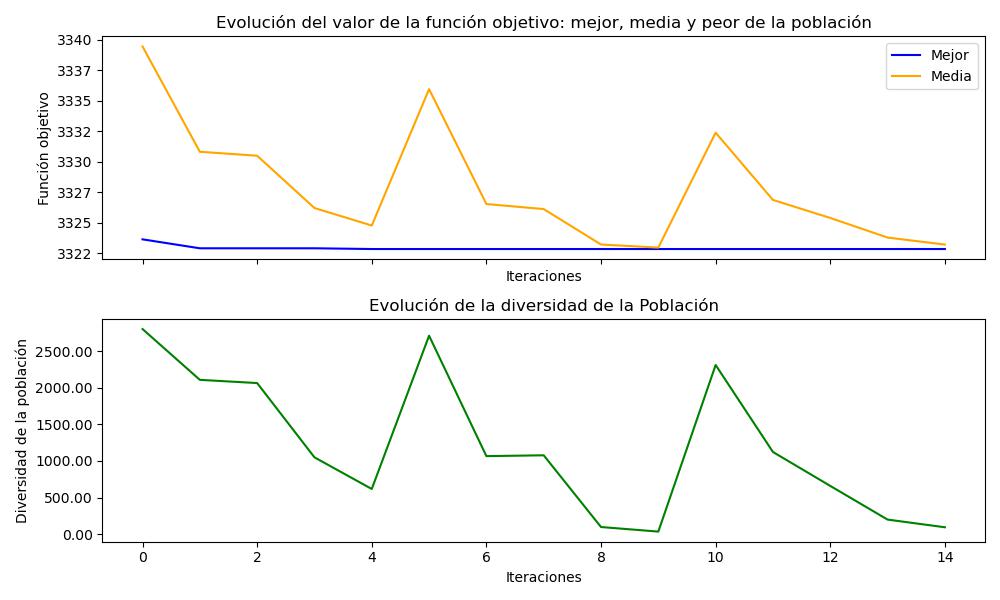 Evolución del valor de la función objetivo: mejor, media y peor de la población
Función objetivo
3340
3337
3335
3332
3330
3327
3325
3322
Mejor
Media
Iteraciones
Evolución de la diversidad de la Población
Diversidad de la población
2500.00
2000.00
1500.00
1000.00
500.00
0.00
0 2 4 6 8 10 12 14
Iteraciones